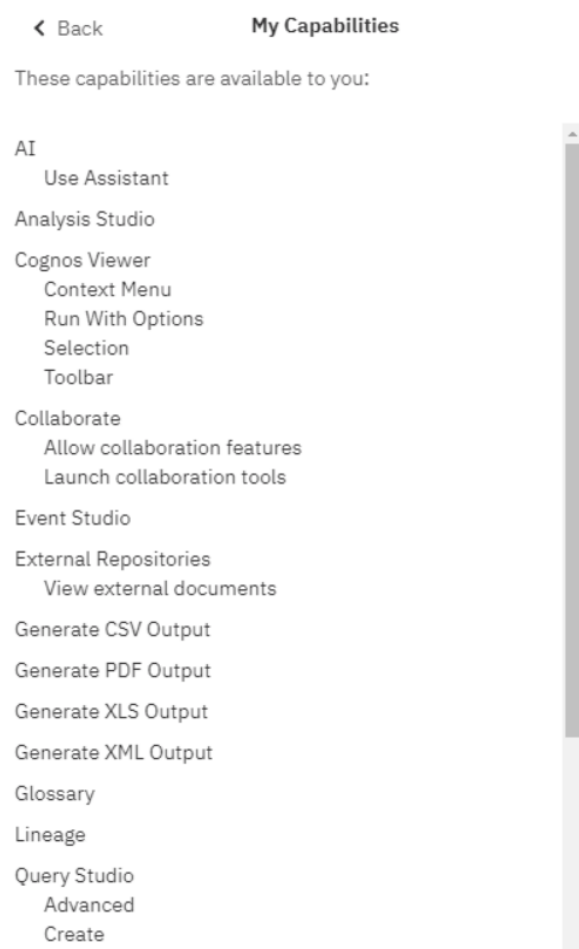 Back
My Capabilities
These capabilities are available to you:
AI
Use Assistant
Analysis Studio
Cognos Viewer
Context Menu
Run With Options
Selection
Toolbar
Collaborate
Allow collaboration features
Launch collaboration tools
Event Studio
External Repositories
View external documents
Generate CSV Output
Generate PDF Output
Generate XLS Output
Generate XML Output
Glossary
Lineage
Query Studio
Advanced
Create